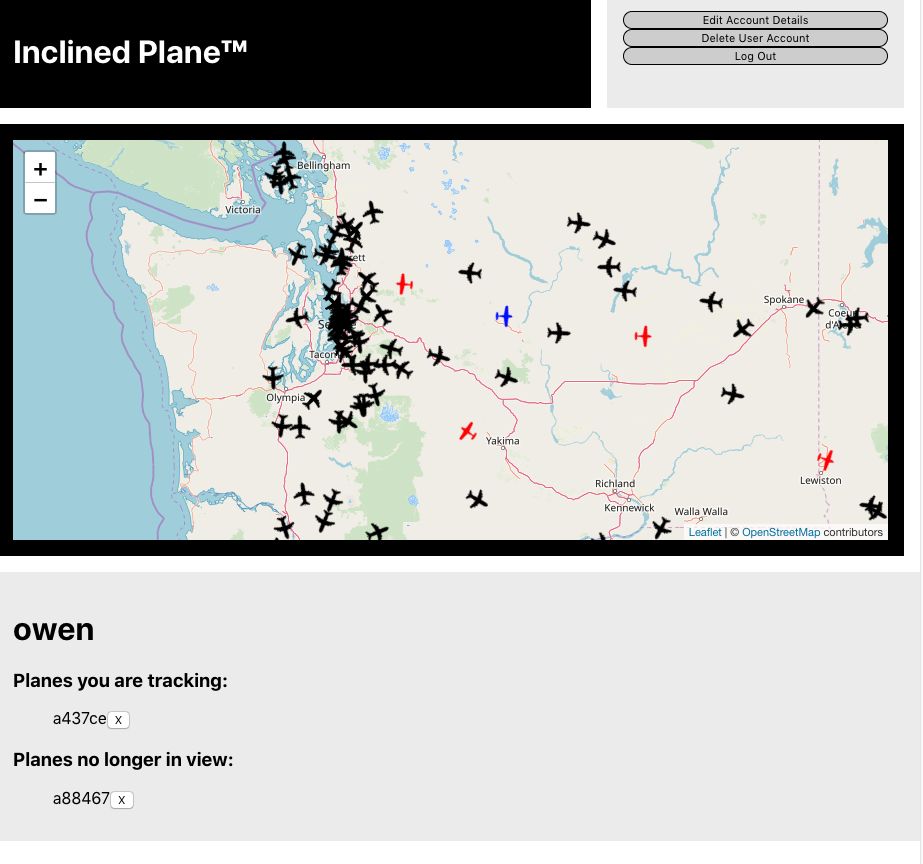 Inclined Plane™
Edit Account Details
Delete User Account
Log Out
+
−
Bellingham
Victoria
Spokane
Tacom
Olympia
Yakima
Lewiston
Richland
Kennewick
Walla Walla
Leaflet | © OpenStreetMap contributors
owen
Planes you are tracking:
a437ce X
Planes no longer in view:
a88467 X